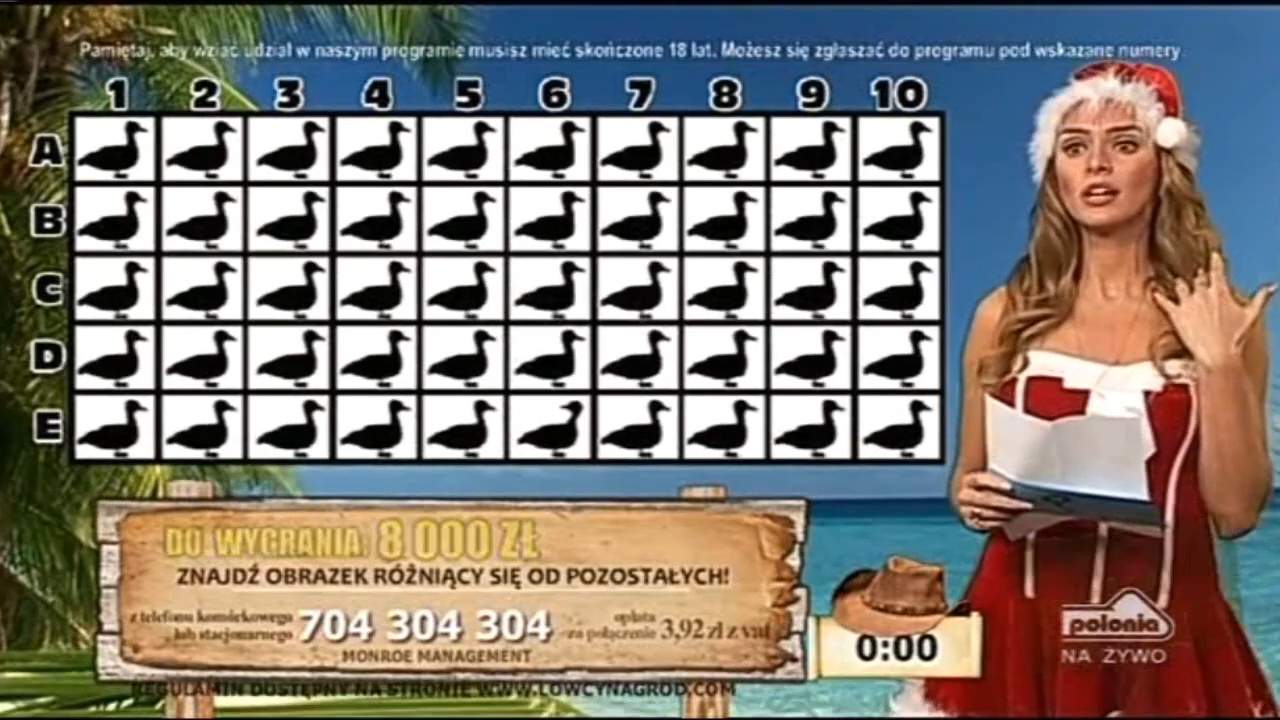 Pamiętaj, aby wziąć udział w naszym programie musisz mieć skończone 18 lat. Możesz się zgłaszać do programu pod wskazane numery
1 2 3 4 5 6 7 8 9 10
A
B
C
D
E
DO WYGRANIA: 8 000 ZŁ
ZNAJDŹ OBRAZEK RÓŻNIĄCY SIĘ OD POZOSTAŁYCH!
z telefonu komórkowego lub stacjonarnego 704 304 304 opłata za połączenie 3,92 zł z vat
MONROE MANAGEMENT
0:00
polonia
NA ŻYWO
REGULAMIN DOSTĘPNY NA STRONIE WWW.LOWCYNAGROD.COM